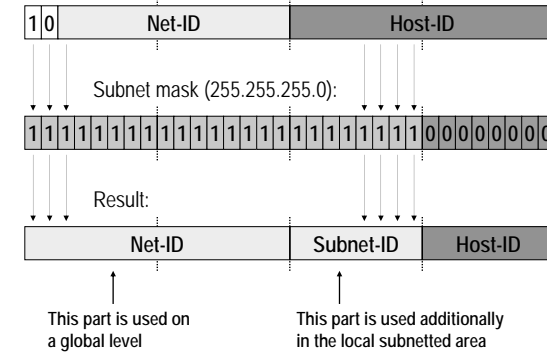 1 0 Net-ID Host-ID
Subnet mask (255.255.255.0):
1 1 1 1 1 1 1 1 1 1 1 1 1 1 1 1 1 1 1 1 1 1 1 1 0 0 0 0 0 0 0 0
Result:
Net-ID Subnet-ID Host-ID
This part is used on
a global level
This part is used additionally
in the local subnetted area